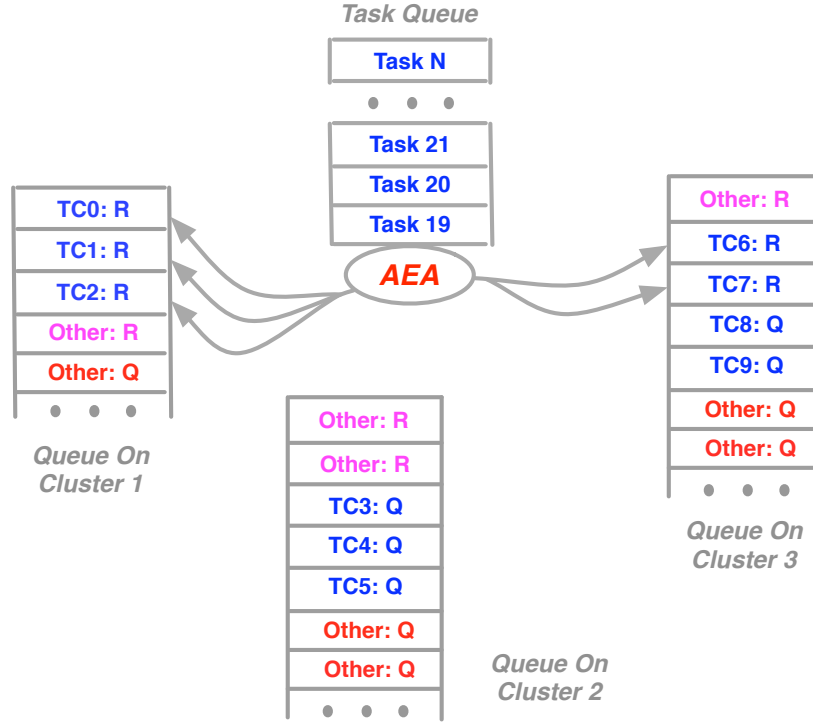 Task Queue
Task N
Task 21
Task 20
Task 19
AEA
TC0: R
TC1: R
TC2: R
Other: R
Other: Q
Queue On
Cluster 1
Other: R
Other: R
TC3: Q
TC4: Q
TC5: Q
Other: Q
Other: Q
Queue On
Cluster 2
Other: R
TC6: R
TC7: R
TC8: Q
TC9: Q
Other: Q
Other: Q
Queue On
Cluster 3